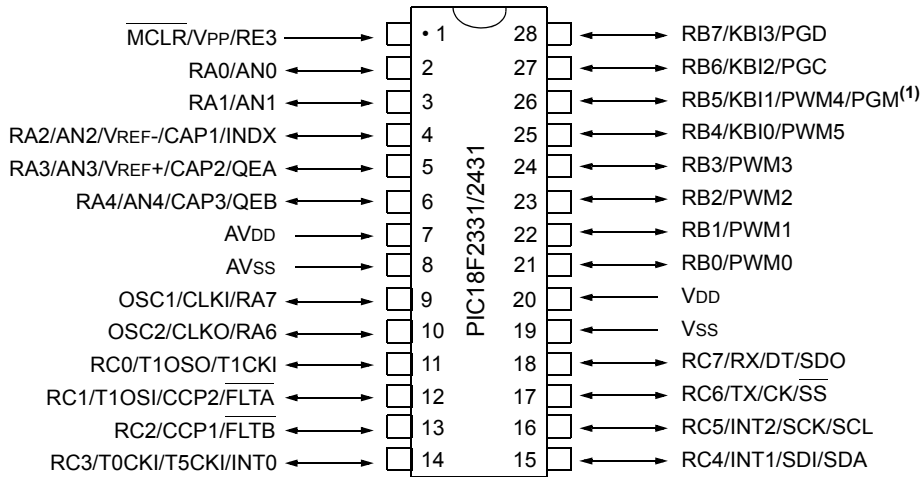 MCLR/VPP/RE3
RA0/AN0
RA1/AN1
RA2/AN2/VREF-/CAP1/INDX
RA3/AN3/VREF+/CAP2/QEA
RA4/AN4/CAP3/QEB
AVDD
AVSS
OSC1/CLKI/RA7
OSC2/CLKO/RA6
RC0/T1OSO/T1CKI
RC1/T1OSI/CCP2/FLTA
RC2/CCP1/FLTB
RC3/T0CKI/T5CKI/INT0
• 1
2
3
4
5
6
7
8
9
10
11
12
13
14
PIC18F2331/2431
28
27
26
25
24
23
22
21
20
19
18
17
16
15
RB7/KBI3/PGD
RB6/KBI2/PGC
RB5/KBI1/PWM4/PGM(1)
RB4/KBI0/PWM5
RB3/PWM3
RB2/PWM2
RB1/PWM1
RB0/PWM0
VDD
VSS
RC7/RX/DT/SDO
RC6/TX/CK/SS
RC5/INT2/SCK/SCL
RC4/INT1/SDI/SDA